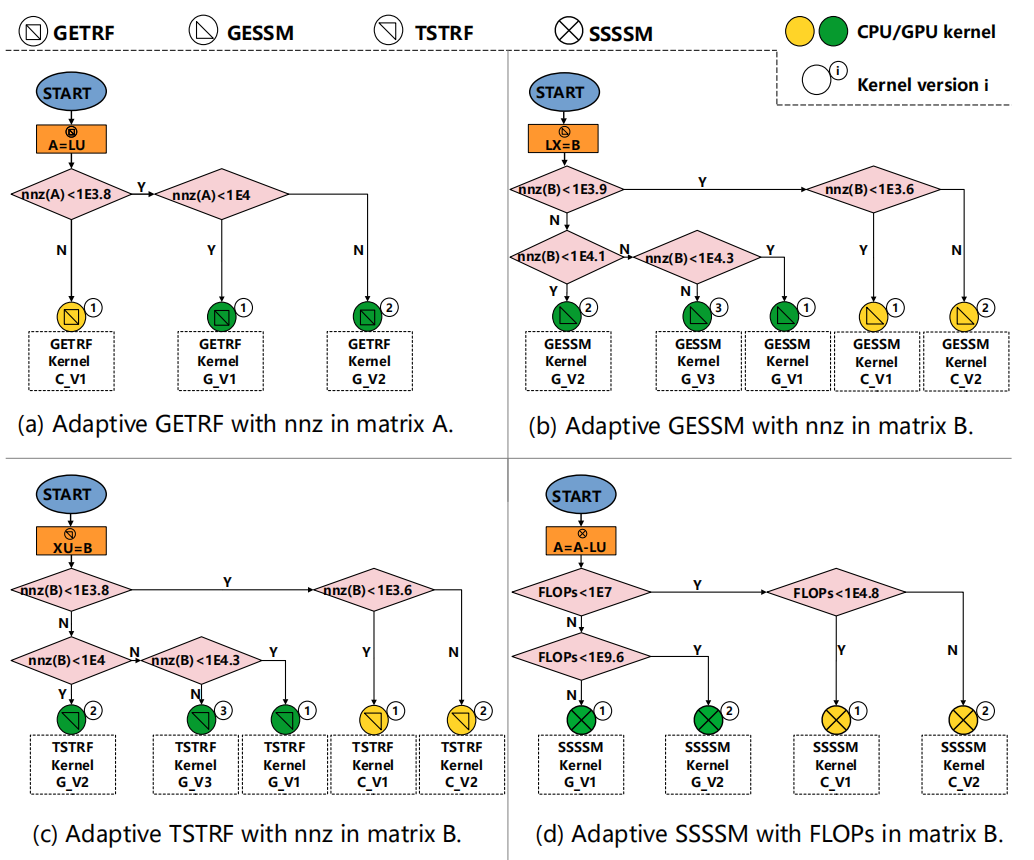 GETRF GESSM TSTRF SSSSM CPU/GPU kernel
i
Kernel version i
START
A=LU
nnz(A)<1E3.8 Y nnz(A)<1E4
N Y N
1 1 2
GETRF Kernel C_V1
GETRF Kernel G_V1
GETRF Kernel G_V2
(a) Adaptive GETRF with nnz in matrix A.
START
LX=B
nnz(B)<1E3.9 Y nnz(B)<1E3.6
N
nnz(B)<1E4.1 N nnz(B)<1E4.3 Y Y N
Y N
2 3 1 1 2
GESSM Kernel G_V2
GESSM Kernel G_V3
GESSM Kernel G_V1
GESSM Kernel C_V1
GESSM Kernel C_V2
(b) Adaptive GESSM with nnz in matrix B.
START
XU=B
nnz(B)<1E3.8 Y nnz(B)<1E3.6
N
nnz(B)<1E4 N nnz(B)<1E4.3 Y Y N
Y N
2 3 1 1 2
TSTRF Kernel G_V2
TSTRF Kernel G_V3
TSTRF Kernel G_V1
TSTRF Kernel C_V1
TSTRF Kernel C_V2
(c) Adaptive TSTRF with nnz in matrix B.
START
A=A-LU
FLOPs<1E7 Y FLOPs<1E4.8
N
FLOPs<1E9.6 Y Y N
N
1 2 1 2
SSSSM Kernel G_V1
SSSSM Kernel G_V2
SSSSM Kernel C_V1
SSSSM Kernel C_V2
(d) Adaptive SSSSM with FLOPs in matrix B.